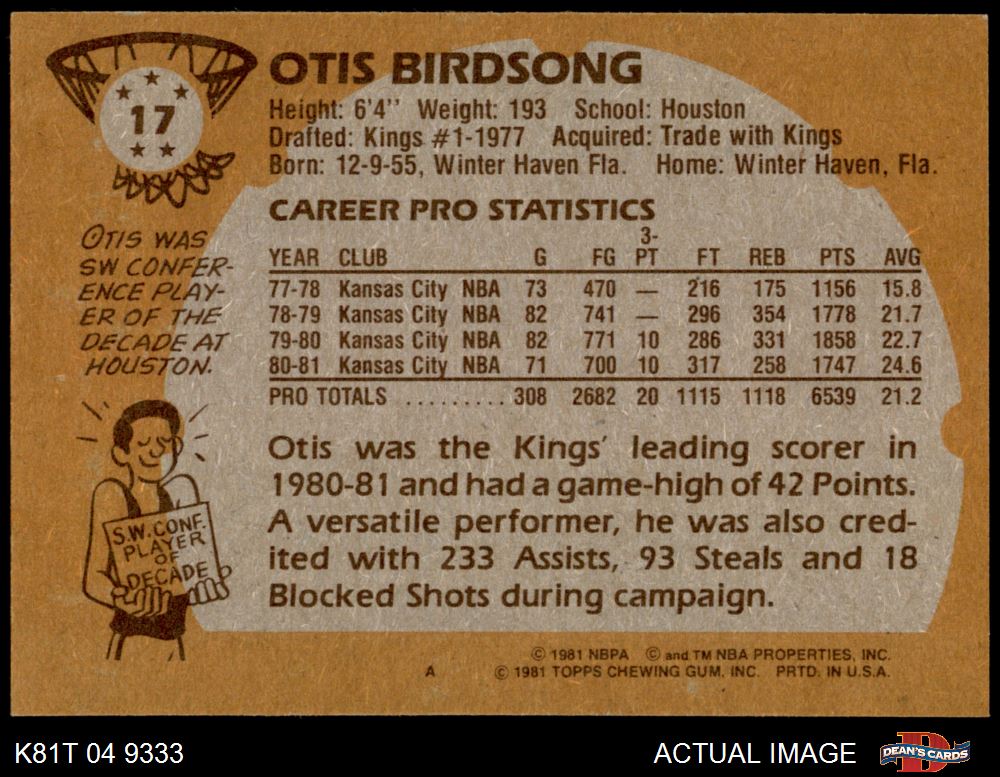 17
OTIS BIRDSONG
Height: 6'4'' Weight: 193 School: Houston
Drafted: Kings #1-1977 Acquired: Trade with Kings
Born: 12-9-55, Winter Haven Fla. Home: Winter Haven, Fla.
OTIS WAS
SW CONFER-
ENCE PLAY-
ER OF THE
DECADE AT
HOUSTON.
S.W. CONF.
PLAYER
OF
DECADE
CAREER PRO STATISTICS
YEAR CLUB G FG 3-PT FT REB PTS AVG
77-78 Kansas City NBA 73 470 — 216 175 1156 15.8
78-79 Kansas City NBA 82 741 — 296 354 1778 21.7
79-80 Kansas City NBA 82 771 10 286 331 1858 22.7
80-81 Kansas City NBA 71 700 10 317 258 1747 24.6
PRO TOTALS ......... 308 2682 20 1115 1118 6539 21.2
Otis was the Kings' leading scorer in
1980-81 and had a game-high of 42 Points.
A versatile performer, he was also cred-
ited with 233 Assists, 93 Steals and 18
Blocked Shots during campaign.
© 1981 NBPA © and TM NBA PROPERTIES, INC.
A © 1981 TOPPS CHEWING GUM, INC. PRTD. IN U.S.A.
K81T 04 9333 ACTUAL IMAGE DEAN'S CARDS